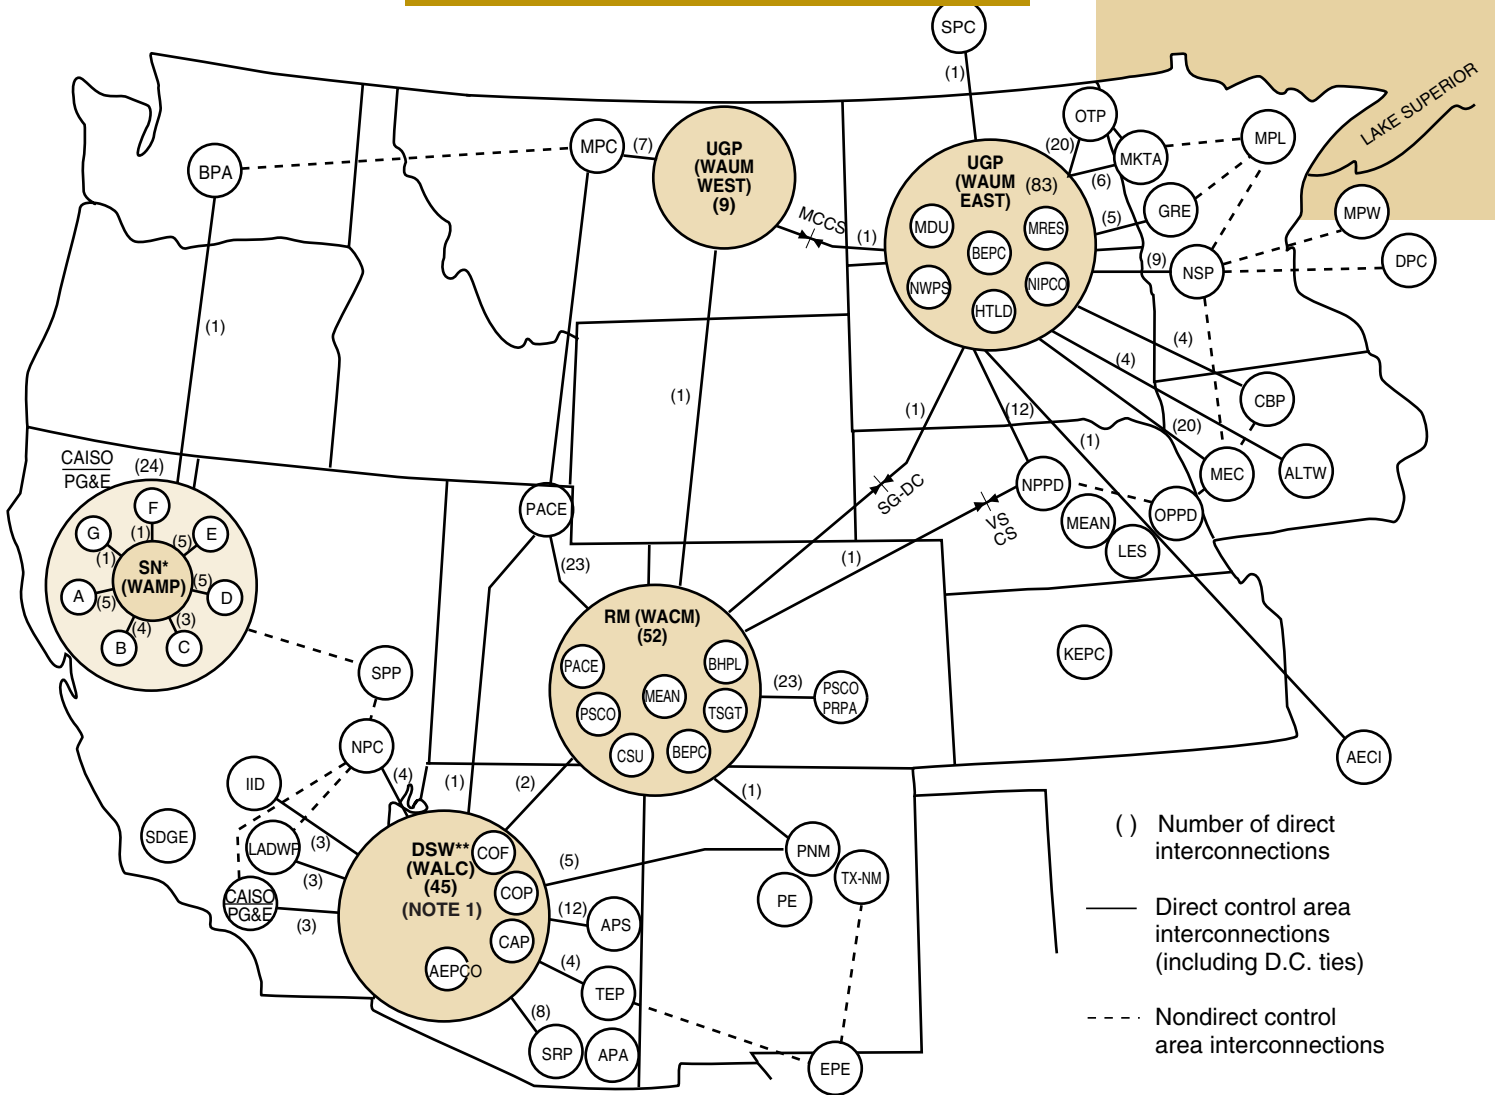 SPC
(1)
LAKE SUPERIOR
OTP
(20)
MKTA
(6)
MPL
BPA
MPC
(7)
UGP
(WAUM
WEST)
(9)
MCCS
(1)
UGP
(WAUM
EAST)
(83)
MDU
MRES
BEPC
NWPS
NIPCO
HTLD
(5)
GRE
(9)
NSP
MPW
DPC
(1)
(1)
(4)
(4)
CBP
(1)
(12)
(1)
(20)
MEC
ALTW
CAISO
PG&E
(24)
F
G
E
(1)
(1)
(5)
SN*
(WAMP)
A
(5)
(5)
D
(4)
(3)
B
C
PACE
(23)
SG-DC
VS
CS
NPPD
MEAN
LES
OPPD
(1)
RM (WACM)
(52)
PACE
BHPL
MEAN
PSCO
TSGT
CSU
BEPC
(23)
PSCO
PRPA
KEPC
AECI
SPP
NPC
(4)
(1)
(2)
(1)
IID
SDGE
LADWP
(3)
(3)
CAISO
PG&E
(3)
DSW**
(WALC)
(45)
(NOTE 1)
COF
COP
CAP
AEPCO
(5)
PNM
TX-NM
PE
(12)
APS
(4)
TEP
(8)
SRP
APA
EPE
( ) Number of direct
interconnections
Direct control area
interconnections
(including D.C. ties)
Nondirect control
area interconnections